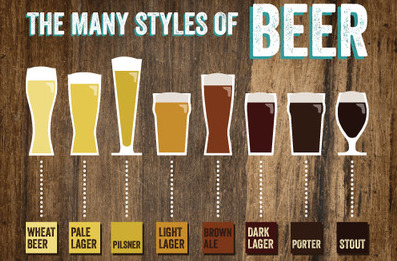 THE MANY STYLES OF BEER
WHEAT
BEER
PALE
LAGER
PILSNER
LIGHT
LAGER
BROWN
ALE
DARK
LAGER
PORTER
STOUT